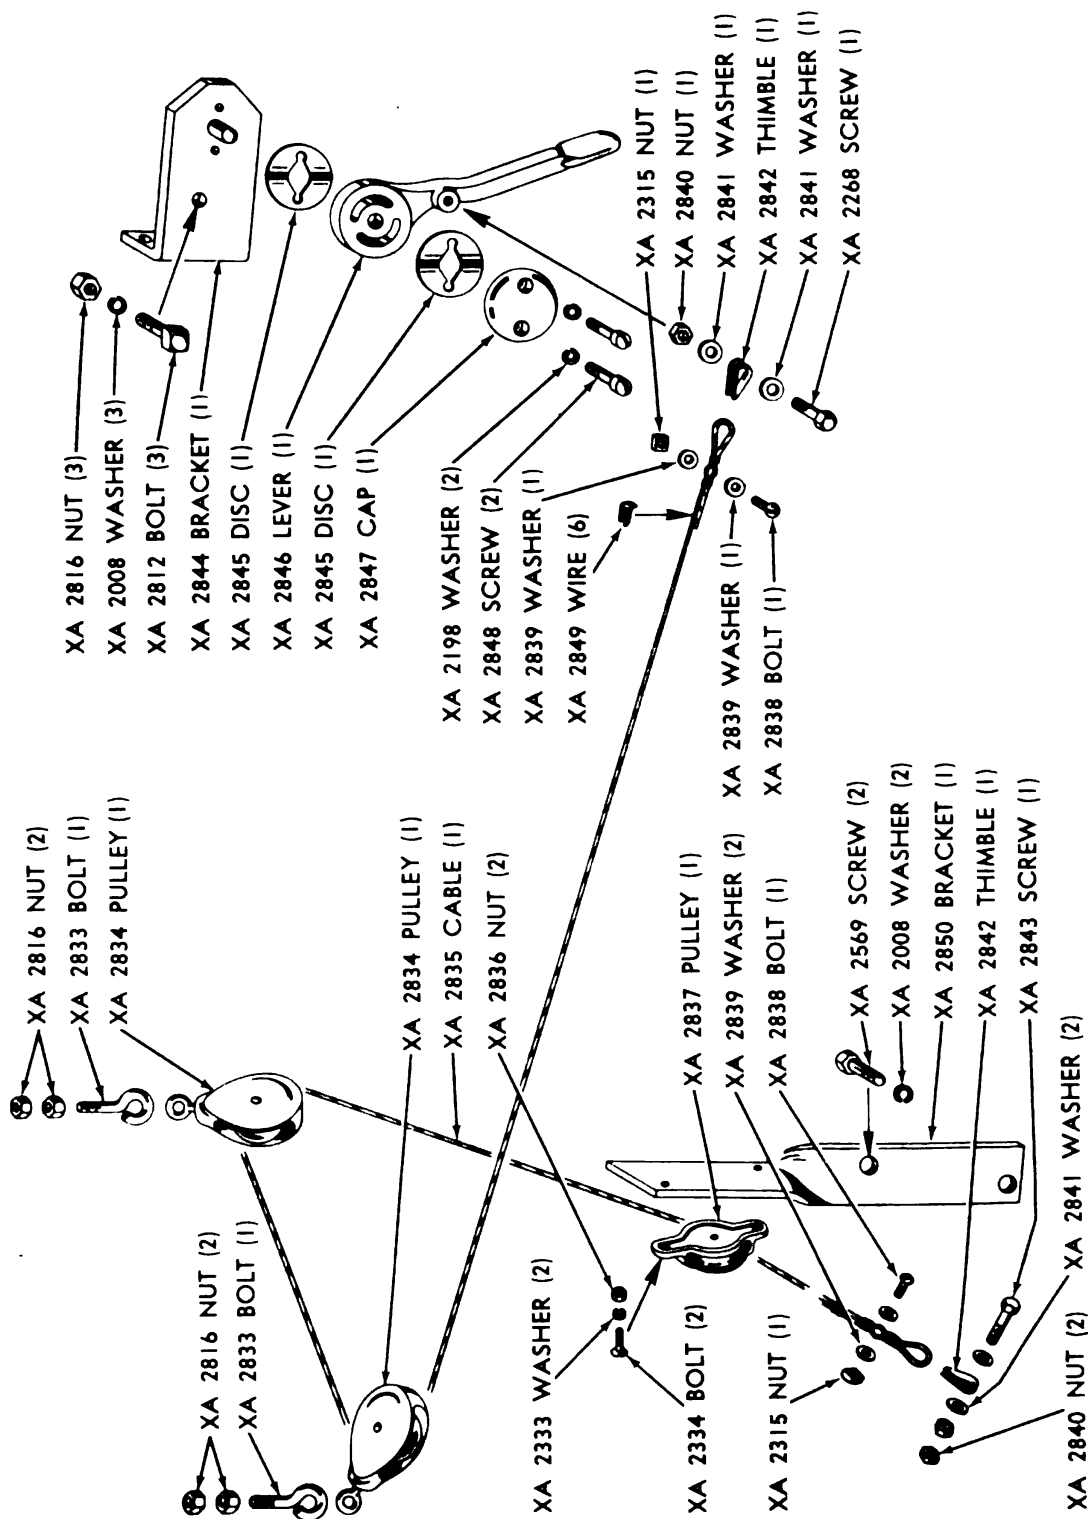 XA 2816 NUT (3)
XA 2008 WASHER (3)
XA 2812 BOLT (3)
XA 2844 BRACKET (1)
XA 2845 DISC (1)
XA 2846 LEVER (1)
XA 2845 DISC (1)
XA 2847 CAP (1)
XA 2198 WASHER (2)
XA 2848 SCREW (2)
XA 2839 WASHER (1)
XA 2849 WIRE (6)
XA 2315 NUT (1)
XA 2840 NUT (1)
XA 2841 WASHER (1)
XA 2842 THIMBLE (1)
XA 2841 WASHER (1)
XA 2268 SCREW (1)
XA 2839 WASHER (1)
XA 2838 BOLT (1)
XA 2816 NUT (2)
XA 2833 BOLT (1)
XA 2834 PULLEY (1)
XA 2834 PULLEY (1)
XA 2835 CABLE (1)
XA 2836 NUT (2)
XA 2837 PULLEY (1)
XA 2839 WASHER (2)
XA 2838 BOLT (1)
XA 2569 SCREW (2)
XA 2008 WASHER (2)
XA 2850 BRACKET (1)
XA 2842 THIMBLE (1)
XA 2843 SCREW (1)
XA 2816 NUT (2)
XA 2833 BOLT (1)
XA 2333 WASHER (2)
XA 2334 BOLT (2)
XA 2315 NUT (1)
XA 2841 WASHER (2)
XA 2840 NUT (2)